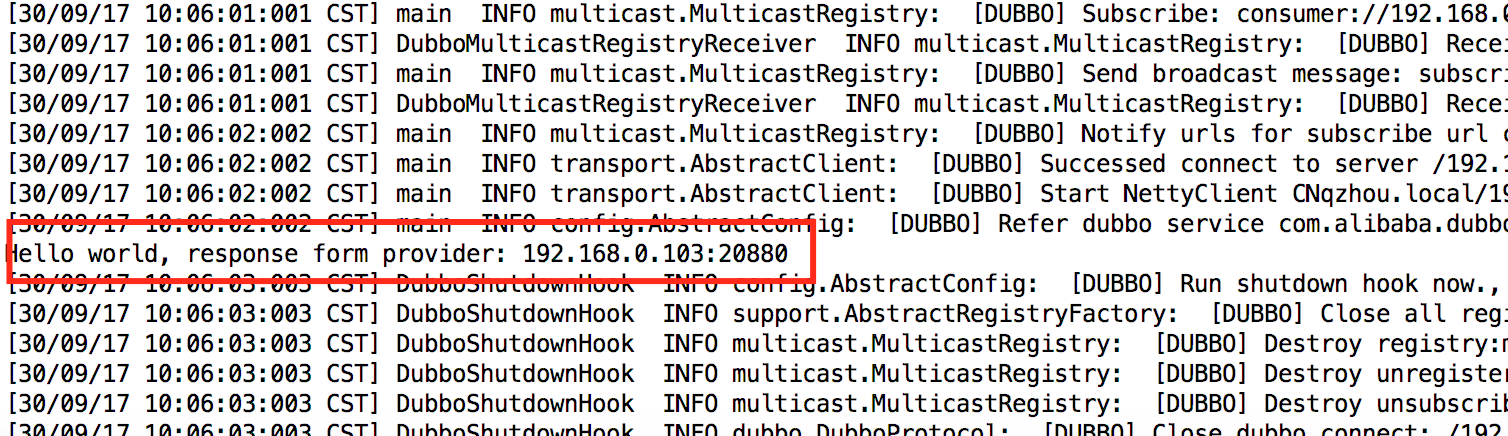 [30/09/17 10:06:01:001 CST] main  INFO multicast.MulticastRegistry:  [DUBBO] Subscribe: consumer://192.168.0
[30/09/17 10:06:01:001 CST] DubboMulticastRegistryReceiver  INFO multicast.MulticastRegistry:  [DUBBO] Recei
[30/09/17 10:06:01:001 CST] main  INFO multicast.MulticastRegistry:  [DUBBO] Send broadcast message: subscri
[30/09/17 10:06:01:001 CST] DubboMulticastRegistryReceiver  INFO multicast.MulticastRegistry:  [DUBBO] Recei
[30/09/17 10:06:02:002 CST] main  INFO multicast.MulticastRegistry:  [DUBBO] Notify urls for subscribe url
[30/09/17 10:06:02:002 CST] main  INFO transport.AbstractClient:  [DUBBO] Successed connect to server /192.1
[30/09/17 10:06:02:002 CST] main  INFO transport.AbstractClient:  [DUBBO] Start NettyClient CNqzhou.local/19
[30/09/17 10:06:02:002 CST] main  INFO config.AbstractConfig:  [DUBBO] Refer dubbo service com.alibaba.dubbo
Hello world, response form provider: 192.168.0.103:20880
[30/09/17 10:06:03:003 CST] DubboShutdownHook  INFO config.AbstractConfig:  [DUBBO] Run shutdown hook now.,
[30/09/17 10:06:03:003 CST] DubboShutdownHook  INFO support.AbstractRegistryFactory:  [DUBBO] Close all regi
[30/09/17 10:06:03:003 CST] DubboShutdownHook  INFO multicast.MulticastRegistry:  [DUBBO] Destroy registry:m
[30/09/17 10:06:03:003 CST] DubboShutdownHook  INFO multicast.MulticastRegistry:  [DUBBO] Destroy unregister
[30/09/17 10:06:03:003 CST] DubboShutdownHook  INFO multicast.MulticastRegistry:  [DUBBO] Destroy unsubscrib
[30/09/17 10:06:03:003 CST] DubboShutdownHook  INFO dubbo.DubboProtocol:  [DUBBO] Close dubbo connect: /192